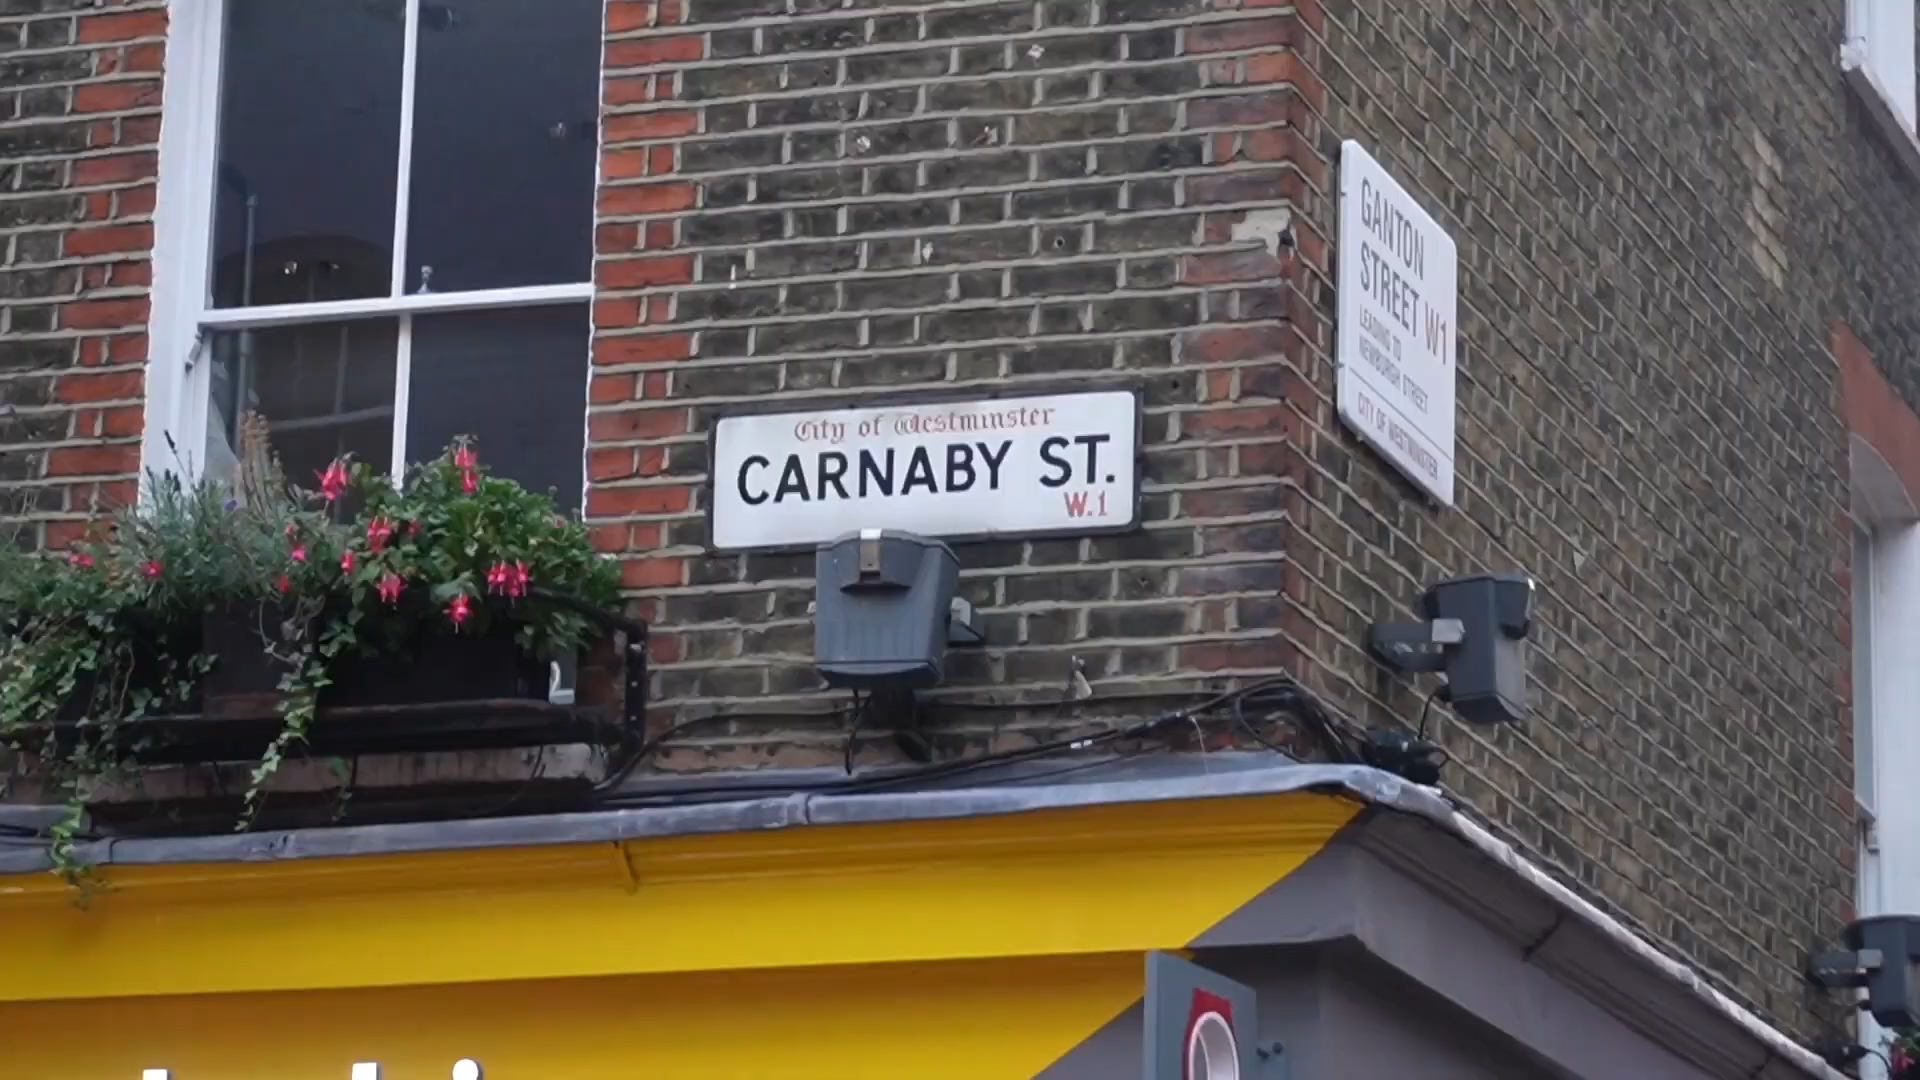 City of Westminster
CARNABY ST.
W.1
GANTON
STREET W1
LEADING TO
NEWBURGH STREET
CITY OF WESTMINSTER